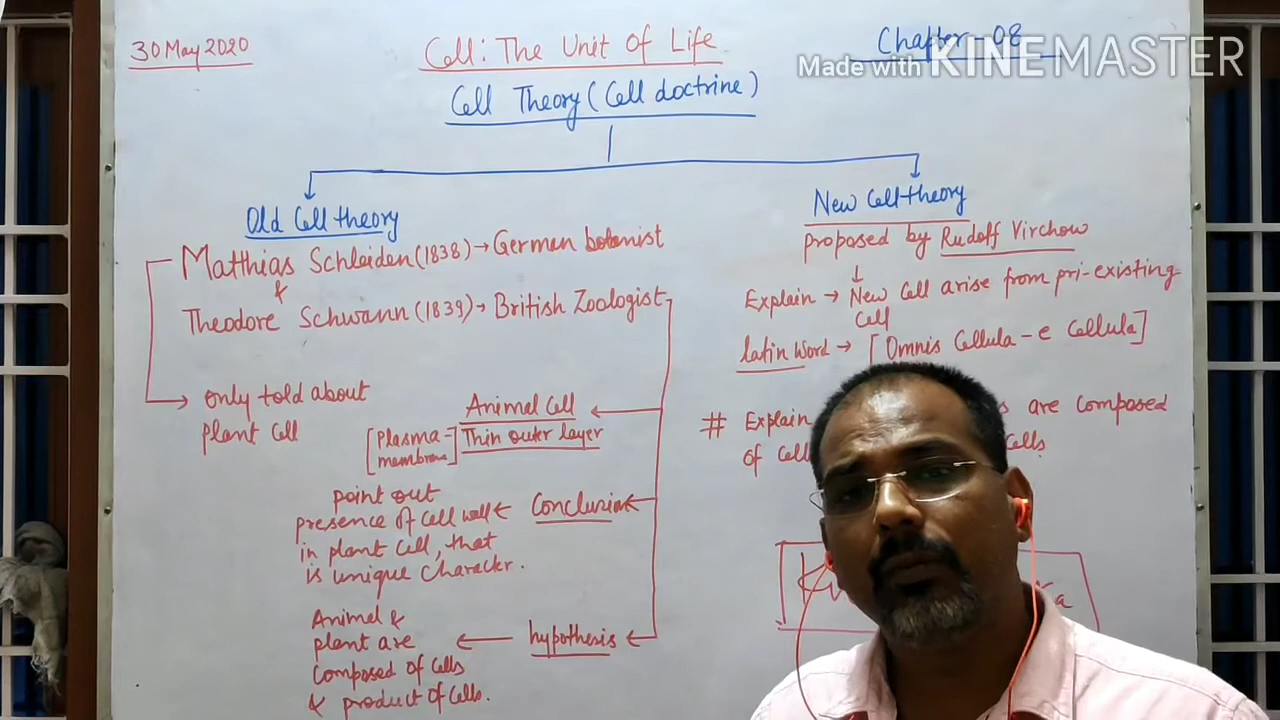 30 May 2020
Cell: The Unit Of Life
Chapter-08
Made with KINEMASTER
Cell Theory (Cell doctrine)
Old Cell theory
Matthias Schleiden (1838) → German botanist
&
Theodore Schwann (1839) → British Zoologist
only told about
plant cell
Animal Cell
Thin outer layer
[Plasma-
membrane]
Conclusion
point out
presence of cell wall
in plant cell, that
is unique character.
hypothesis
Animal &
plant are
Composed of cells
& product of cells.
New Cell theory
proposed by Rudolf Virchow
Explain → New Cell arise from pri-existing
Cell
latin word → [Omnis Cellula-e Cellula]
# Explain are composed
of cells.